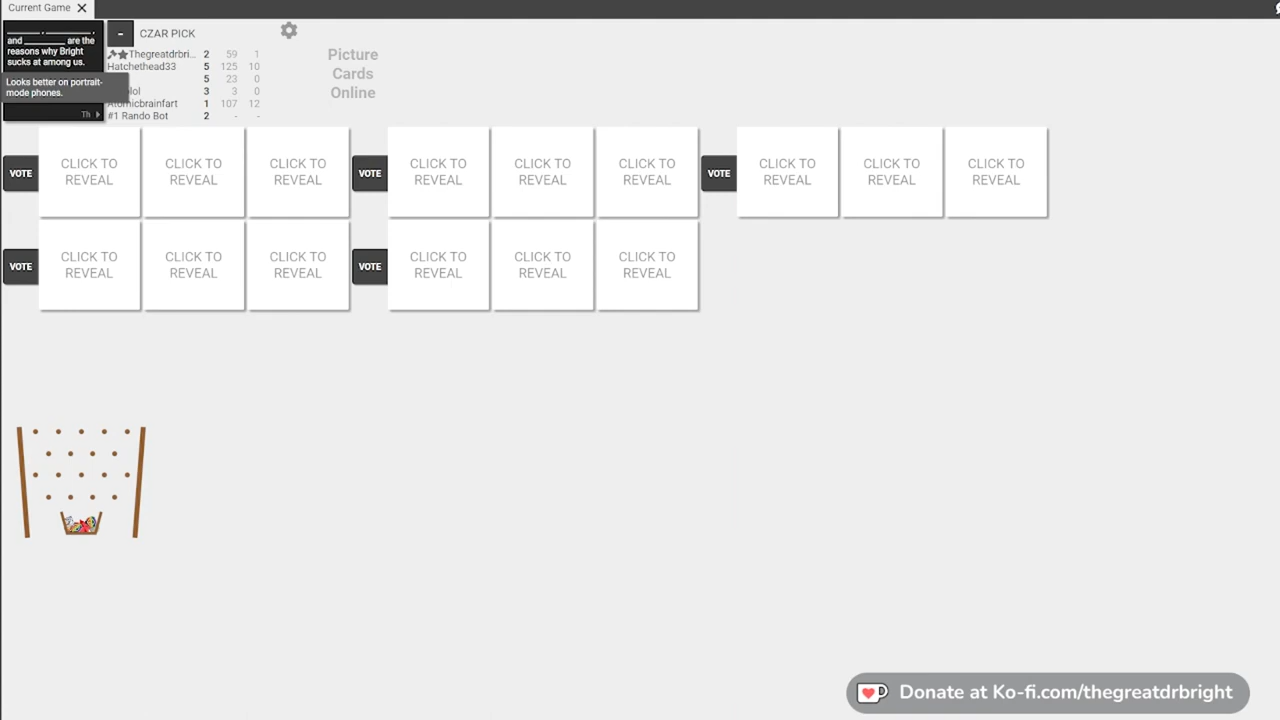 Current Game
_______, _______,
and _______ are the
reasons why Bright
sucks at among us.
Looks better on portrait-
mode phones.
Th
- CZAR PICK
Thegreatdrbri... 2 59 1
Hatchethead33 5 125 10
5 23 0
lol 3 3 0
Atomicbrainfart 1 107 12
#1 Rando Bot 2 - -
Picture
Cards
Online
VOTE
CLICK TO
REVEAL
CLICK TO
REVEAL
CLICK TO
REVEAL
VOTE
CLICK TO
REVEAL
CLICK TO
REVEAL
CLICK TO
REVEAL
VOTE
CLICK TO
REVEAL
CLICK TO
REVEAL
CLICK TO
REVEAL
VOTE
CLICK TO
REVEAL
CLICK TO
REVEAL
CLICK TO
REVEAL
VOTE
CLICK TO
REVEAL
CLICK TO
REVEAL
CLICK TO
REVEAL
Donate at Ko-fi.com/thegreatdrbright